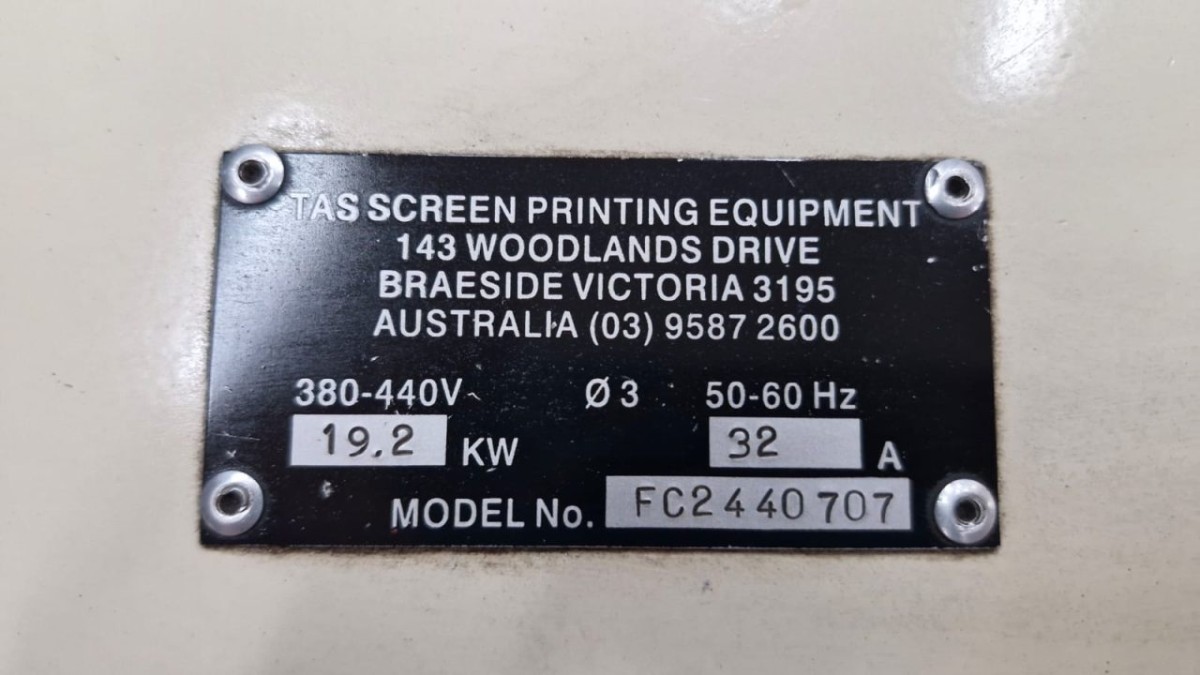 TAS SCREEN PRINTING EQUIPMENT
143 WOODLANDS DRIVE
BRAESIDE VICTORIA 3195
AUSTRALIA (03) 9587 2600
380-440V Ø 3 50-60 Hz
19.2 KW 32 A
MODEL No. FC2440707